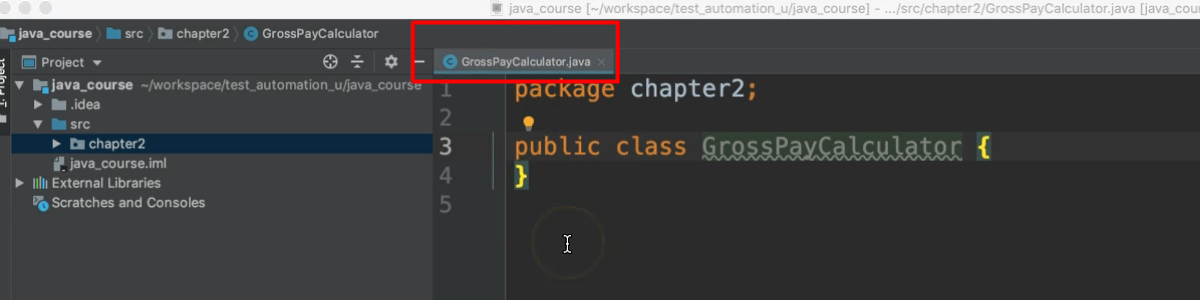 java_course [~/workspace/test_automation_u/java_course] - .../src/chapter2/GrossPayCalculator.java [java_cour
java_course src chapter2 GrossPayCalculator
Project
1: Project
GrossPayCalculator.java
java_course ~/workspace/test_automation_u/java_course
.idea
src
chapter2
java_course.iml
External Libraries
Scratches and Consoles
1 package chapter2;
2
3 public class GrossPayCalculator {
4 }
5